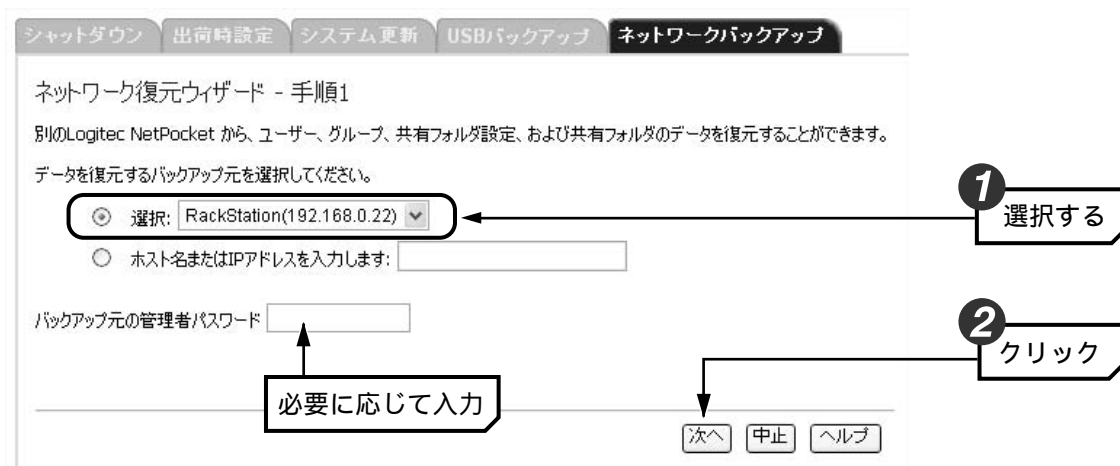 シャットダウン 出荷時設定 システム更新 USBバックアップ ネットワークバックアップ
ネットワーク復元ウィザード - 手順1
別のLogitec NetPocket から、ユーザー、グループ、共有フォルダ設定、および共有フォルダのデータを復元することができます。
データを復元するバックアップ元を選択してください。
選択: RackStation(192.168.0.22)
1 選択する
ホスト名またはIPアドレスを入力します:
バックアップ元の管理者パスワード
2 クリック
必要に応じて入力
次へ 中止 ヘルプ